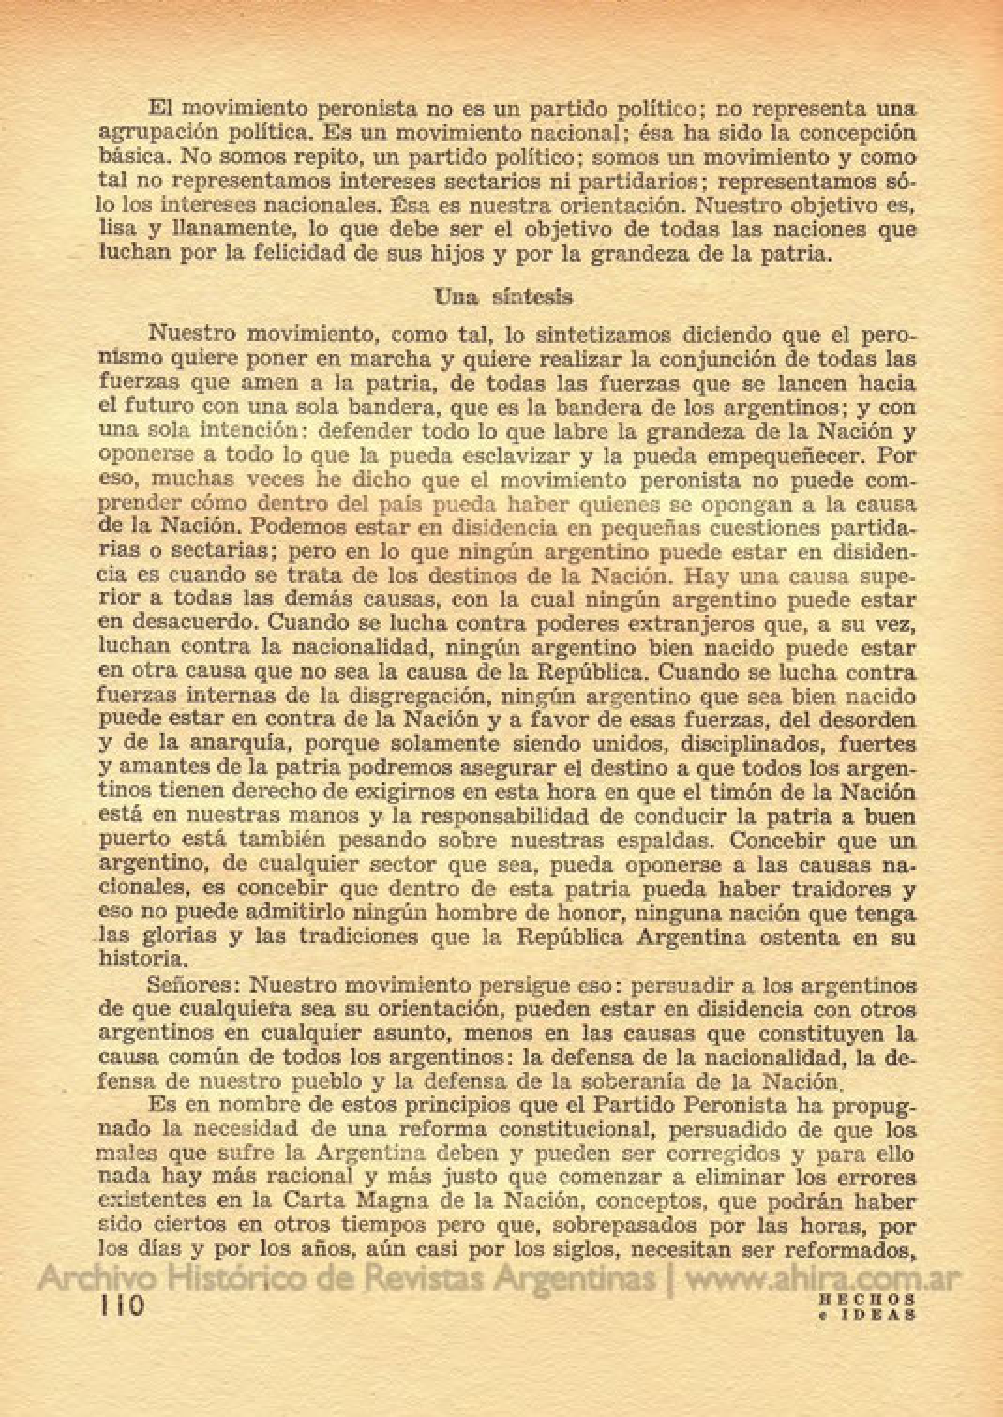 El movimiento peronista no es un partido político; no representa una
agrupación política. Es un movimiento nacional; ésa ha sido la concepción
básica. No somos repito, un partido político; somos un movimiento y como
tal no representamos intereses sectarios ni partidarios; representamos só-
lo los intereses nacionales. Ésa es nuestra orientación. Nuestro objetivo es,
lisa y llanamente, lo que debe ser el objetivo de todas las naciones que
luchan por la felicidad de sus hijos y por la grandeza de la patria.
Una síntesis
Nuestro movimiento, como tal, lo sintetizamos diciendo que el pero-
nismo quiere poner en marcha y quiere realizar la conjunción de todas las
fuerzas que amen a la patria, de todas las fuerzas que se lancen hacia
el futuro con una sola bandera, que es la bandera de los argentinos; y con
una sola intención: defender todo lo que labre la grandeza de la Nación y
oponerse a todo lo que la pueda esclavizar y la pueda empequeñecer. Por
eso, muchas veces he dicho que el movimiento peronista no puede com-
prender cómo dentro del país pueda haber quienes se opongan a la causa
de la Nación. Podemos estar en disidencia en pequeñas cuestiones partida-
rias o sectarias; pero en lo que ningún argentino puede estar en disiden-
cia es cuando se trata de los destinos de la Nación. Hay una causa supe-
rior a todas las demás causas, con la cual ningún argentino puede estar
en desacuerdo. Cuando se lucha contra poderes extranjeros que, a su vez,
luchan contra la nacionalidad, ningún argentino bien nacido puede estar
en otra causa que no sea la causa de la República. Cuando se lucha contra
fuerzas internas de la disgregación, ningún argentino que sea bien nacido
puede estar en contra de la Nación y a favor de esas fuerzas, del desorden
y de la anarquía, porque solamente siendo unidos, disciplinados, fuertes
y amantes de la patria podremos asegurar el destino a que todos los argen-
tinos tienen derecho de exigirnos en esta hora en que el timón de la Nación
está en nuestras manos y la responsabilidad de conducir la patria a buen
puerto está también pesando sobre nuestras espaldas. Concebir que un
argentino, de cualquier sector que sea, pueda oponerse a las causas na-
cionales, es concebir que dentro de esta patria pueda haber traidores y
eso no puede admitirlo ningún hombre de honor, ninguna nación que tenga
las glorias y las tradiciones que la República Argentina ostenta en su
historia.
Señores: Nuestro movimiento persigue eso: persuadir a los argentinos
de que cualquiera sea su orientación, pueden estar en disidencia con otros
argentinos en cualquier asunto, menos en las causas que constituyen la
causa común de todos los argentinos: la defensa de la nacionalidad, la de-
fensa de nuestro pueblo y la defensa de la soberanía de la Nación.
Es en nombre de estos principios que el Partido Peronista ha propug-
nado la necesidad de una reforma constitucional, persuadido de que los
males que sufre la Argentina deben y pueden ser corregidos y para ello
nada hay más racional y más justo que comenzar a eliminar los errores
existentes en la Carta Magna de la Nación, conceptos, que podrán haber
sido ciertos en otros tiempos pero que, sobrepasados por las horas, por
los días y por los años, aún casi por los siglos, necesitan ser reformados,
Archivo Histórico de Revistas Argentinas | www.ahira.com.ar
110
HECHOS
e IDEAS